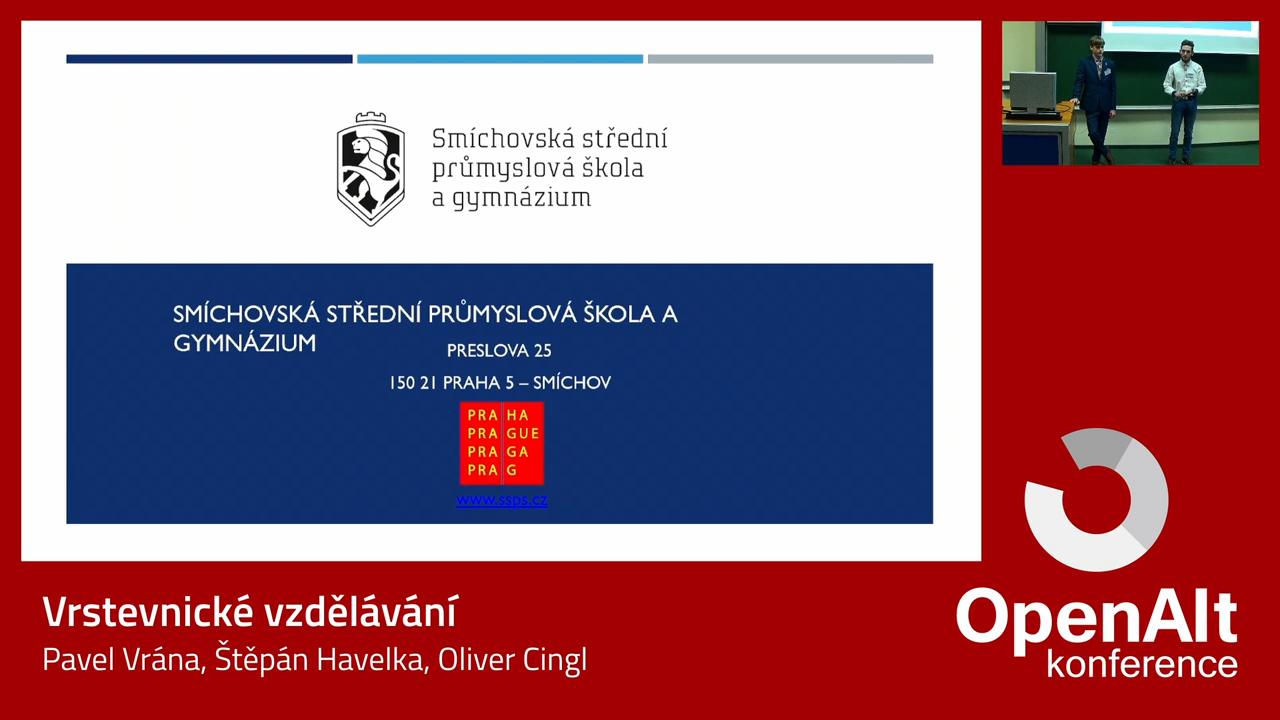 Smíchovská střední
průmyslová škola
a gymnázium
SMÍCHOVSKÁ STŘEDNÍ PRŮMYSLOVÁ ŠKOLA A
GYMNÁZIUM
PRESLOVA 25
150 21 PRAHA 5 – SMÍCHOV
PRA HA
PRA GUE
PRA GA
PRA G
www.ssps.cz
Vrstevnické vzdělávání
Pavel Vrána, Štěpán Havelka, Oliver Cingl
OpenAlt
konference